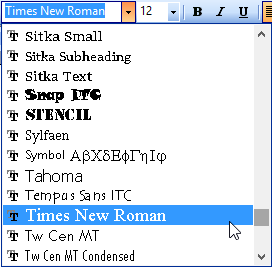 Times New Roman 12 B I U
Sitka Small
Sitka Subheading
Sitka Text
Snap ITC
STENCIL
Sylfaen
Symbol ΑβΧδΕφΓηΙφ
Tahoma
Tempus Sans ITC
Times New Roman
Tw Cen MT
Tw Cen MT Condensed